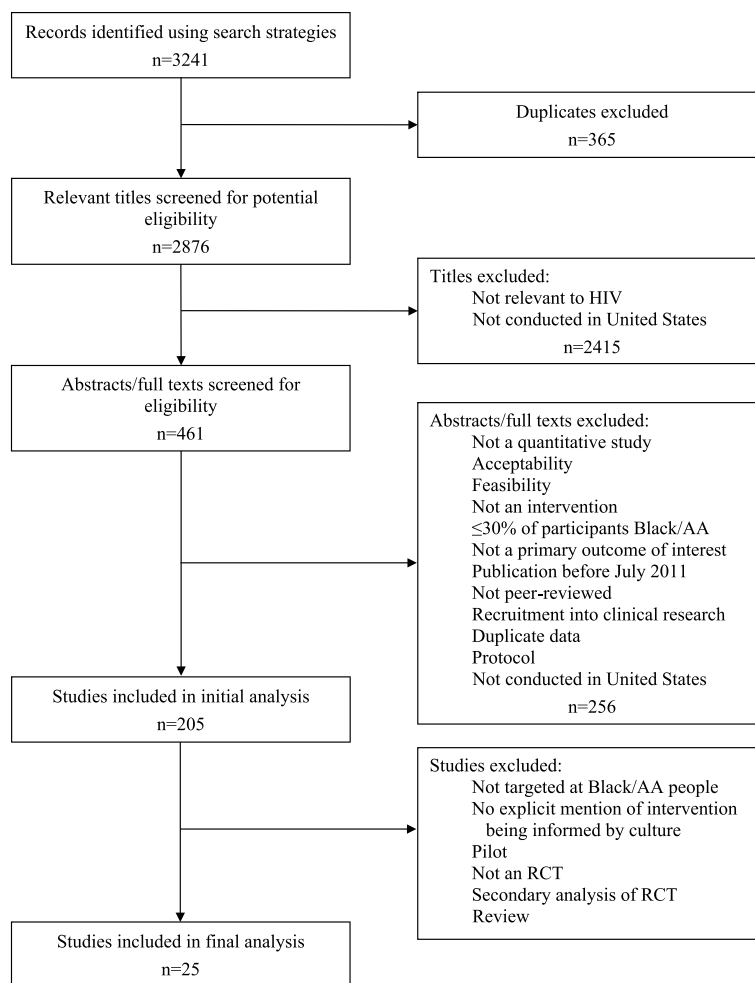 Records identified using search strategies
n=3241
Duplicates excluded
n=365
Relevant titles screened for potential
eligibility
n=2876
Titles excluded:
Not relevant to HIV
Not conducted in United States
n=2415
Abstracts/full texts screened for
eligibility
n=461
Abstracts/full texts excluded:
Not a quantitative study
Acceptability
Feasibility
Not an intervention
≤30% of participants Black/AA
Not a primary outcome of interest
Publication before July 2011
Not peer-reviewed
Recruitment into clinical research
Duplicate data
Protocol
Not conducted in United States
n=256
Studies included in initial analysis
n=205
Studies excluded:
Not targeted at Black/AA people
No explicit mention of intervention
being informed by culture
Pilot
Not an RCT
Secondary analysis of RCT
Review
Studies included in final analysis
n=25